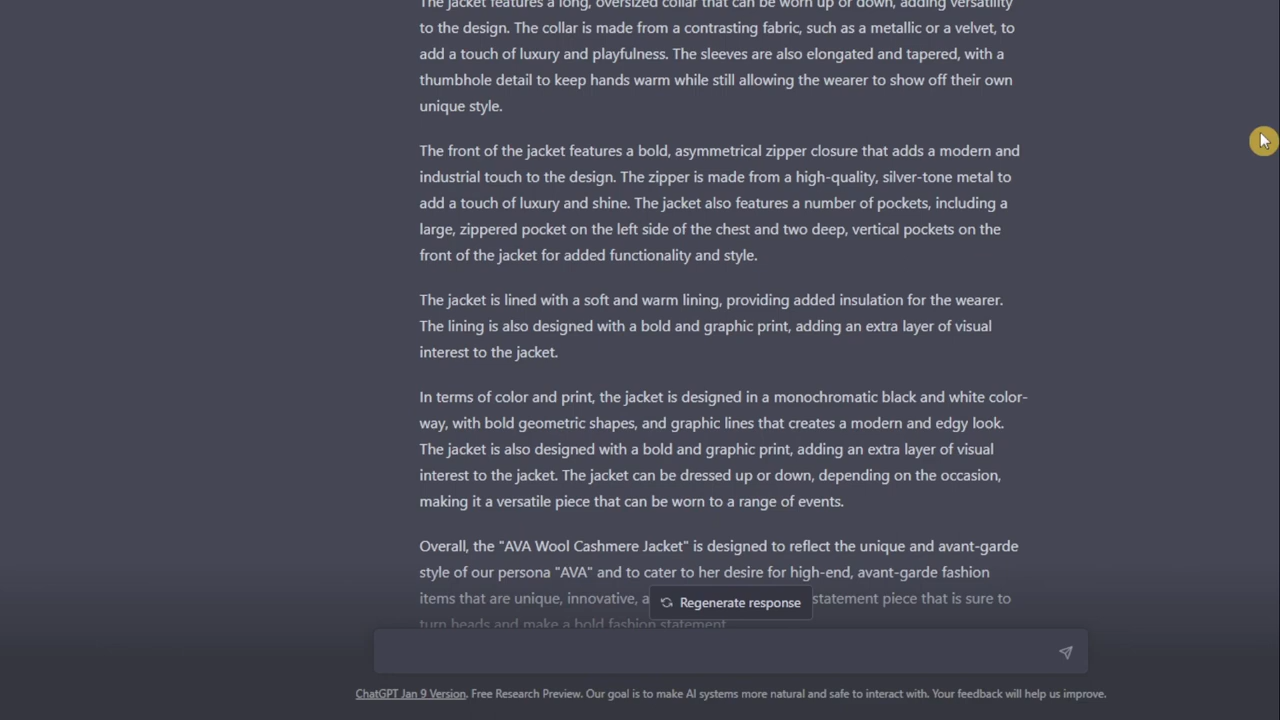 The jacket features a long, oversized collar that can be worn up or down, adding versatility
to the design. The collar is made from a contrasting fabric, such as a metallic or a velvet, to
add a touch of luxury and playfulness. The sleeves are also elongated and tapered, with a
thumbhole detail to keep hands warm while still allowing the wearer to show off their own
unique style.
The front of the jacket features a bold, asymmetrical zipper closure that adds a modern and
industrial touch to the design. The zipper is made from a high-quality, silver-tone metal to
add a touch of luxury and shine. The jacket also features a number of pockets, including a
large, zippered pocket on the left side of the chest and two deep, vertical pockets on the
front of the jacket for added functionality and style.
The jacket is lined with a soft and warm lining, providing added insulation for the wearer.
The lining is also designed with a bold and graphic print, adding an extra layer of visual
interest to the jacket.
In terms of color and print, the jacket is designed in a monochromatic black and white color-
way, with bold geometric shapes, and graphic lines that creates a modern and edgy look.
The jacket is also designed with a bold and graphic print, adding an extra layer of visual
interest to the jacket. The jacket can be dressed up or down, depending on the occasion,
making it a versatile piece that can be worn to a range of events.
Overall, the "AVA Wool Cashmere Jacket" is designed to reflect the unique and avant-garde
style of our persona "AVA" and to cater to her desire for high-end, avant-garde fashion
items that are unique, innovative, a statement piece that is sure to
Regenerate response
turn heads and make a bold fashion statement.
ChatGPT Jan 9 Version. Free Research Preview. Our goal is to make AI systems more natural and safe to interact with. Your feedback will help us improve.